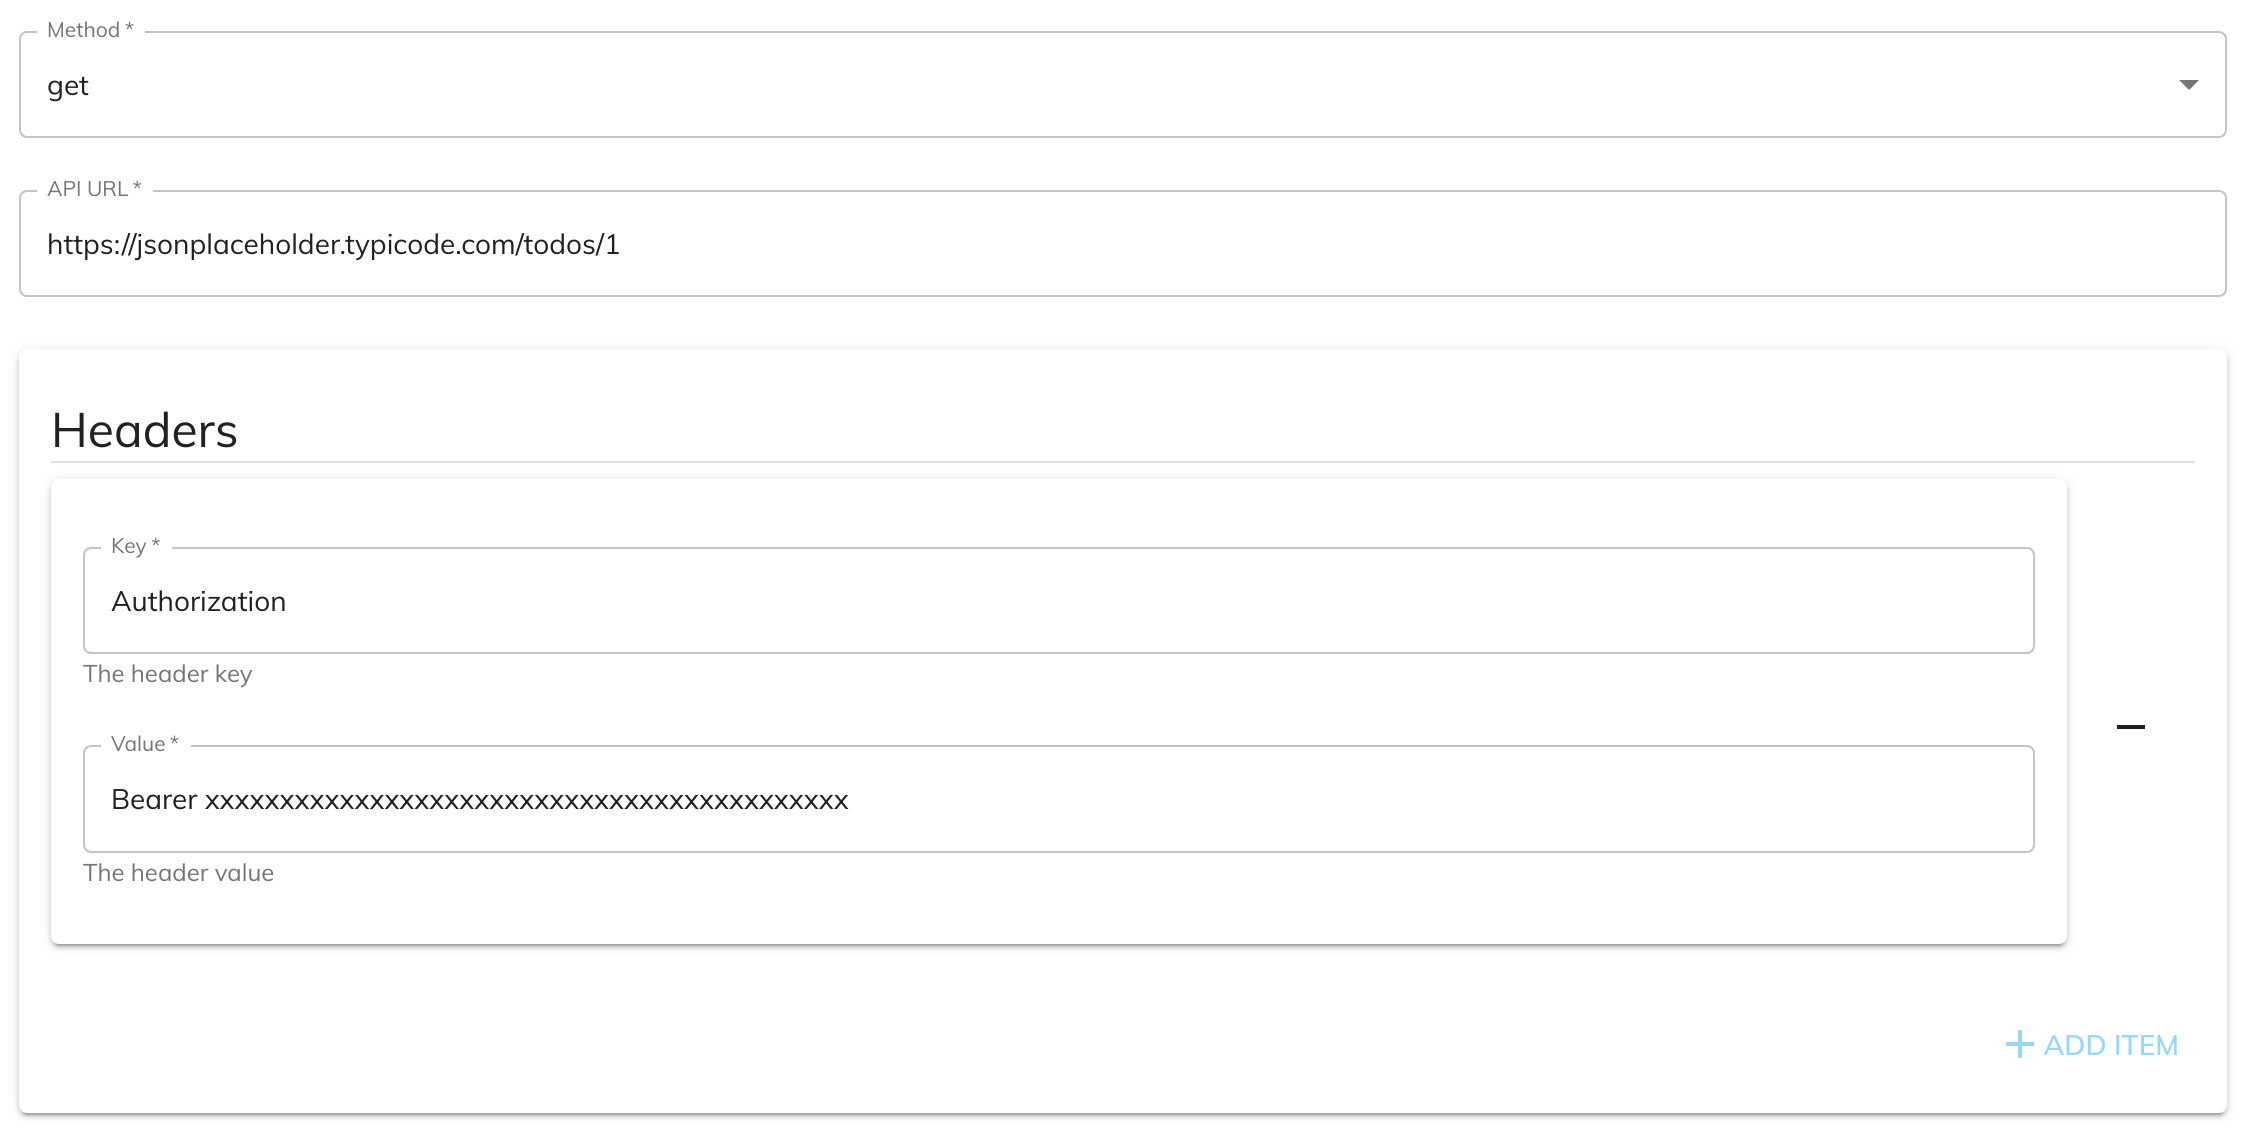 Method *
get
API URL *
https://jsonplaceholder.typicode.com/todos/1
Headers
Key *
Authorization
The header key
Value *
Bearer xxxxxxxxxxxxxxxxxxxxxxxxxxxxxxxxxxxxxxxxxxx
The header value
ADD ITEM